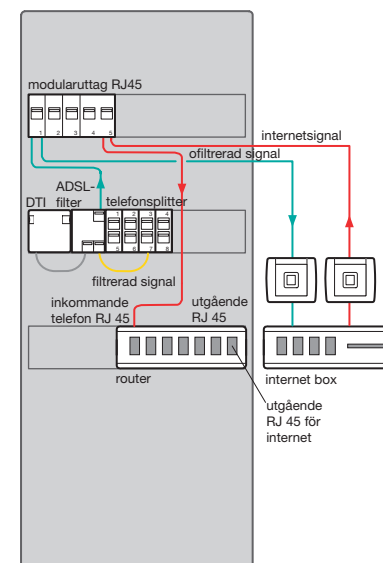 modularuttag RJ45
1 2 3 4 5
internetsignal
ofiltrerad signal
ADSL-
DTI filter telefonsplitter
1 2 3 4
5 6 7 8
filtrerad signal
inkommande
telefon RJ 45
utgående
RJ 45
router
internet box
utgående
RJ 45 för
internet